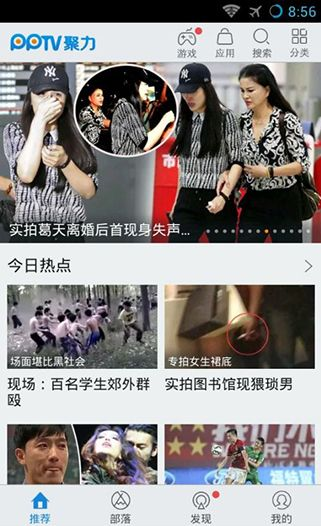 8:56
PPTV聚力
游戏
应用
搜索
分类
实拍葛天离婚后首现身失声...
今日热点
场面堪比黑社会
专拍女生裙底
现场：百名学生郊外群
殴
实拍图书馆现猥琐男
推荐
部落
发现
我的